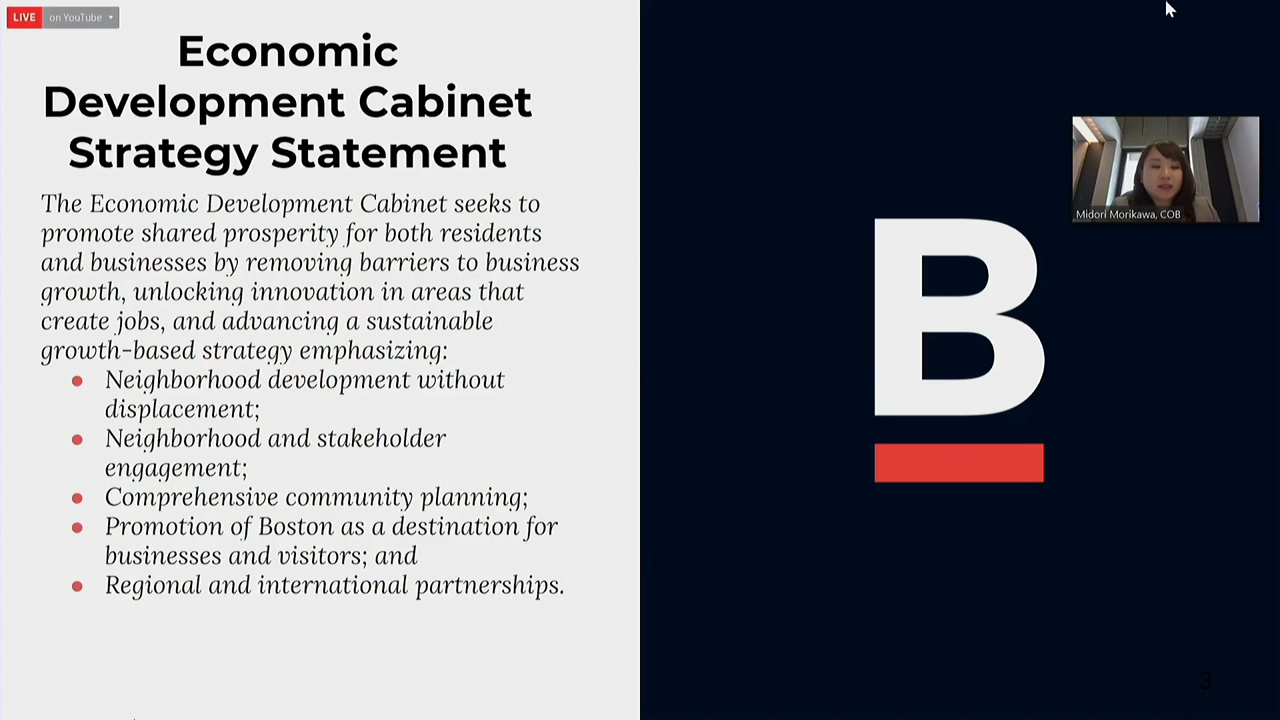 LIVE on YouTube
Economic
Development Cabinet
Strategy Statement
The Economic Development Cabinet seeks to
promote shared prosperity for both residents
and businesses by removing barriers to business
growth, unlocking innovation in areas that
create jobs, and advancing a sustainable
growth-based strategy emphasizing:
● Neighborhood development without
displacement;
● Neighborhood and stakeholder
engagement;
● Comprehensive community planning;
● Promotion of Boston as a destination for
businesses and visitors; and
● Regional and international partnerships.
B
Midori Morikawa, COB
3